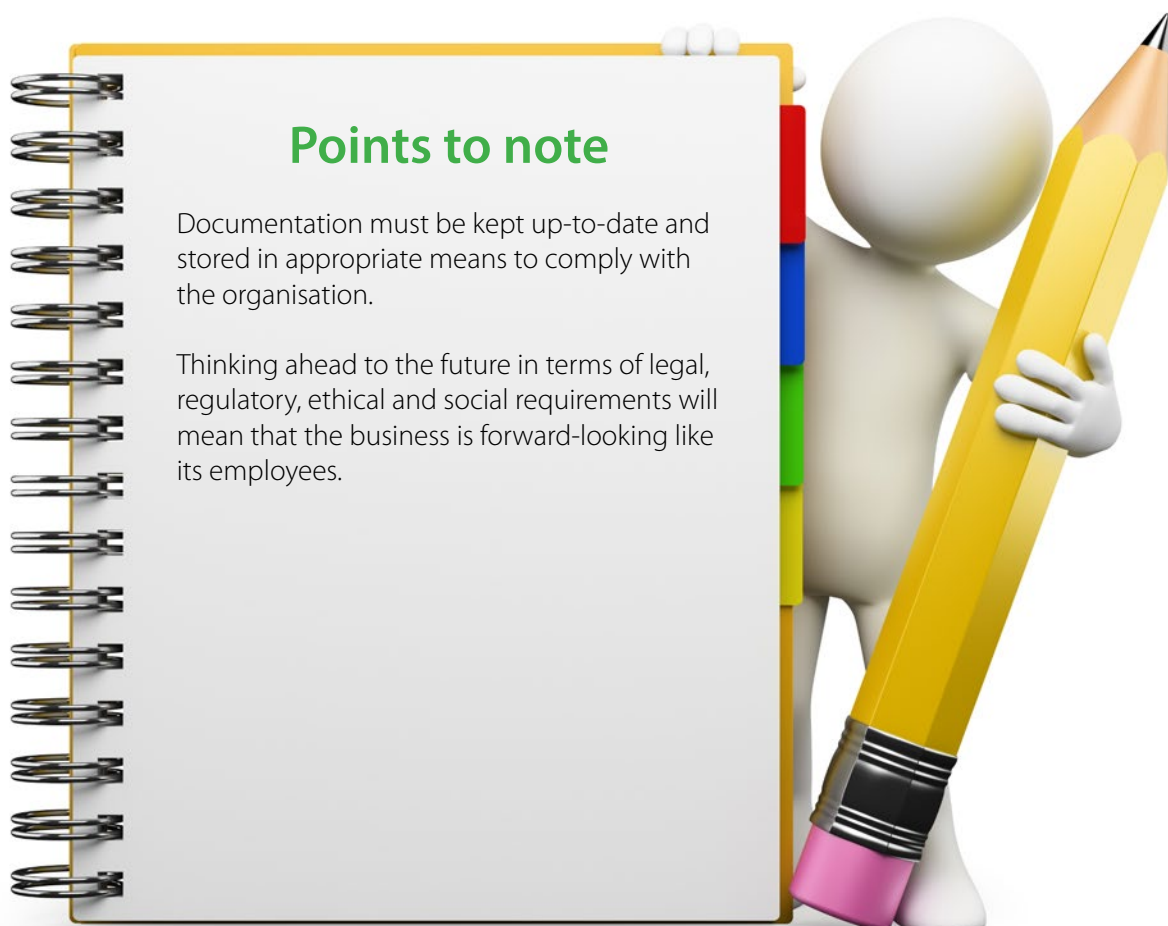 Points to note
Documentation must be kept up-to-date and
stored in appropriate means to comply with
the organisation.
Thinking ahead to the future in terms of legal,
regulatory, ethical and social requirements will
mean that the business is forward-looking like
its employees.